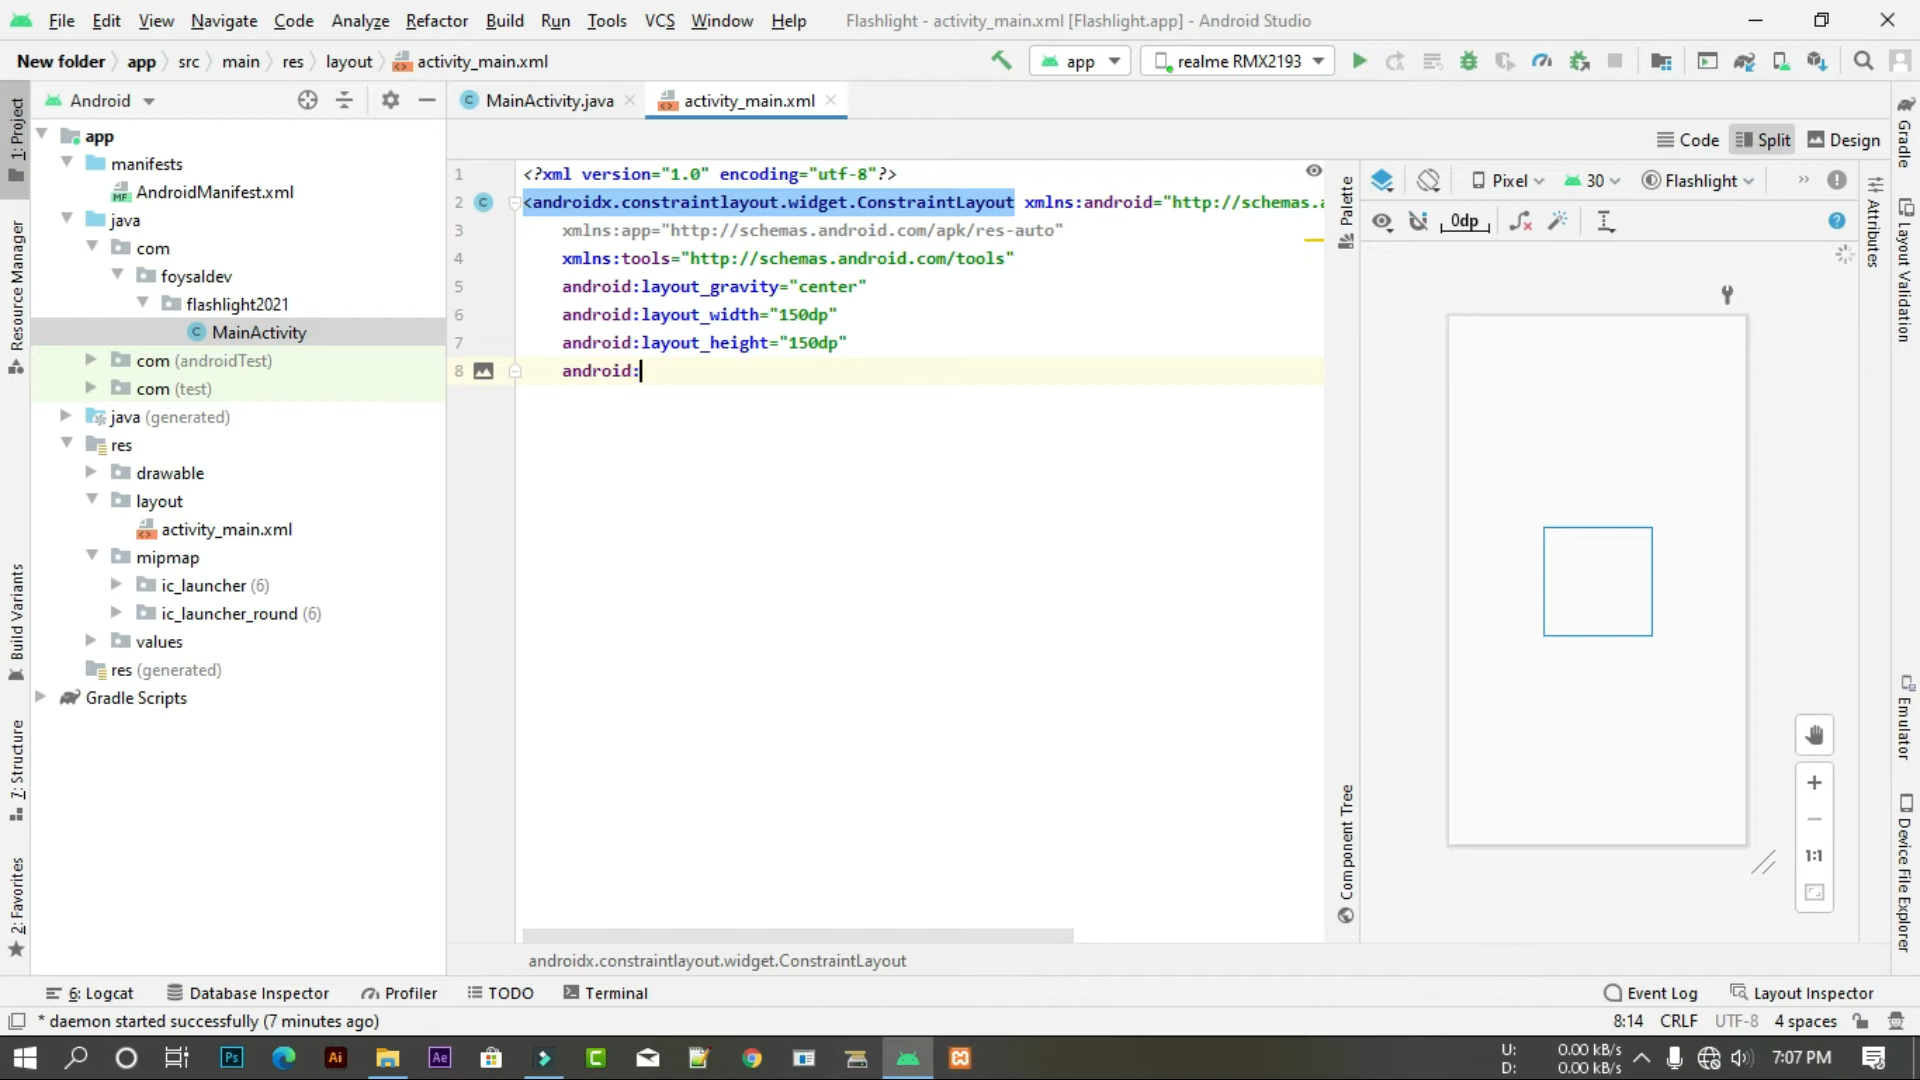 File Edit View Navigate Code Analyze Refactor Build Run Tools VCS Window Help Flashlight - activity_main.xml [Flashlight.app] - Android Studio
New folder app src main res layout activity_main.xml app realme RMX2193
1: Project
Resource Manager
Build Variants
7: Structure
2: Favorites
Android
app
manifests
AndroidManifest.xml
java
com
foysaldev
flashlight2021
MainActivity
com (androidTest)
com (test)
java (generated)
res
drawable
layout
activity_main.xml
mipmap
ic_launcher (6)
ic_launcher_round (6)
values
res (generated)
Gradle Scripts
MainActivity.java activity_main.xml
Code Split Design
1 <?xml version="1.0" encoding="utf-8"?>
2 <androidx.constraintlayout.widget.ConstraintLayout xmlns:android="http://schemas.a
3 xmlns:app="http://schemas.android.com/apk/res-auto"
4 xmlns:tools="http://schemas.android.com/tools"
5 android:layout_gravity="center"
6 android:layout_width="150dp"
7 android:layout_height="150dp"
8 android:
androidx.constraintlayout.widget.ConstraintLayout
Palette
Component Tree
Pixel 30 Flashlight
0dp
1:1
Attributes
Gradle
Layout Validation
Emulator
Device File Explorer
6: Logcat Database Inspector Profiler TODO Terminal Event Log Layout Inspector
* daemon started successfully (7 minutes ago) 8:14 CRLF UTF-8 4 spaces
Ps Ai Ae
U: 0.00 kB/s
D: 0.00 kB/s
7:07 PM